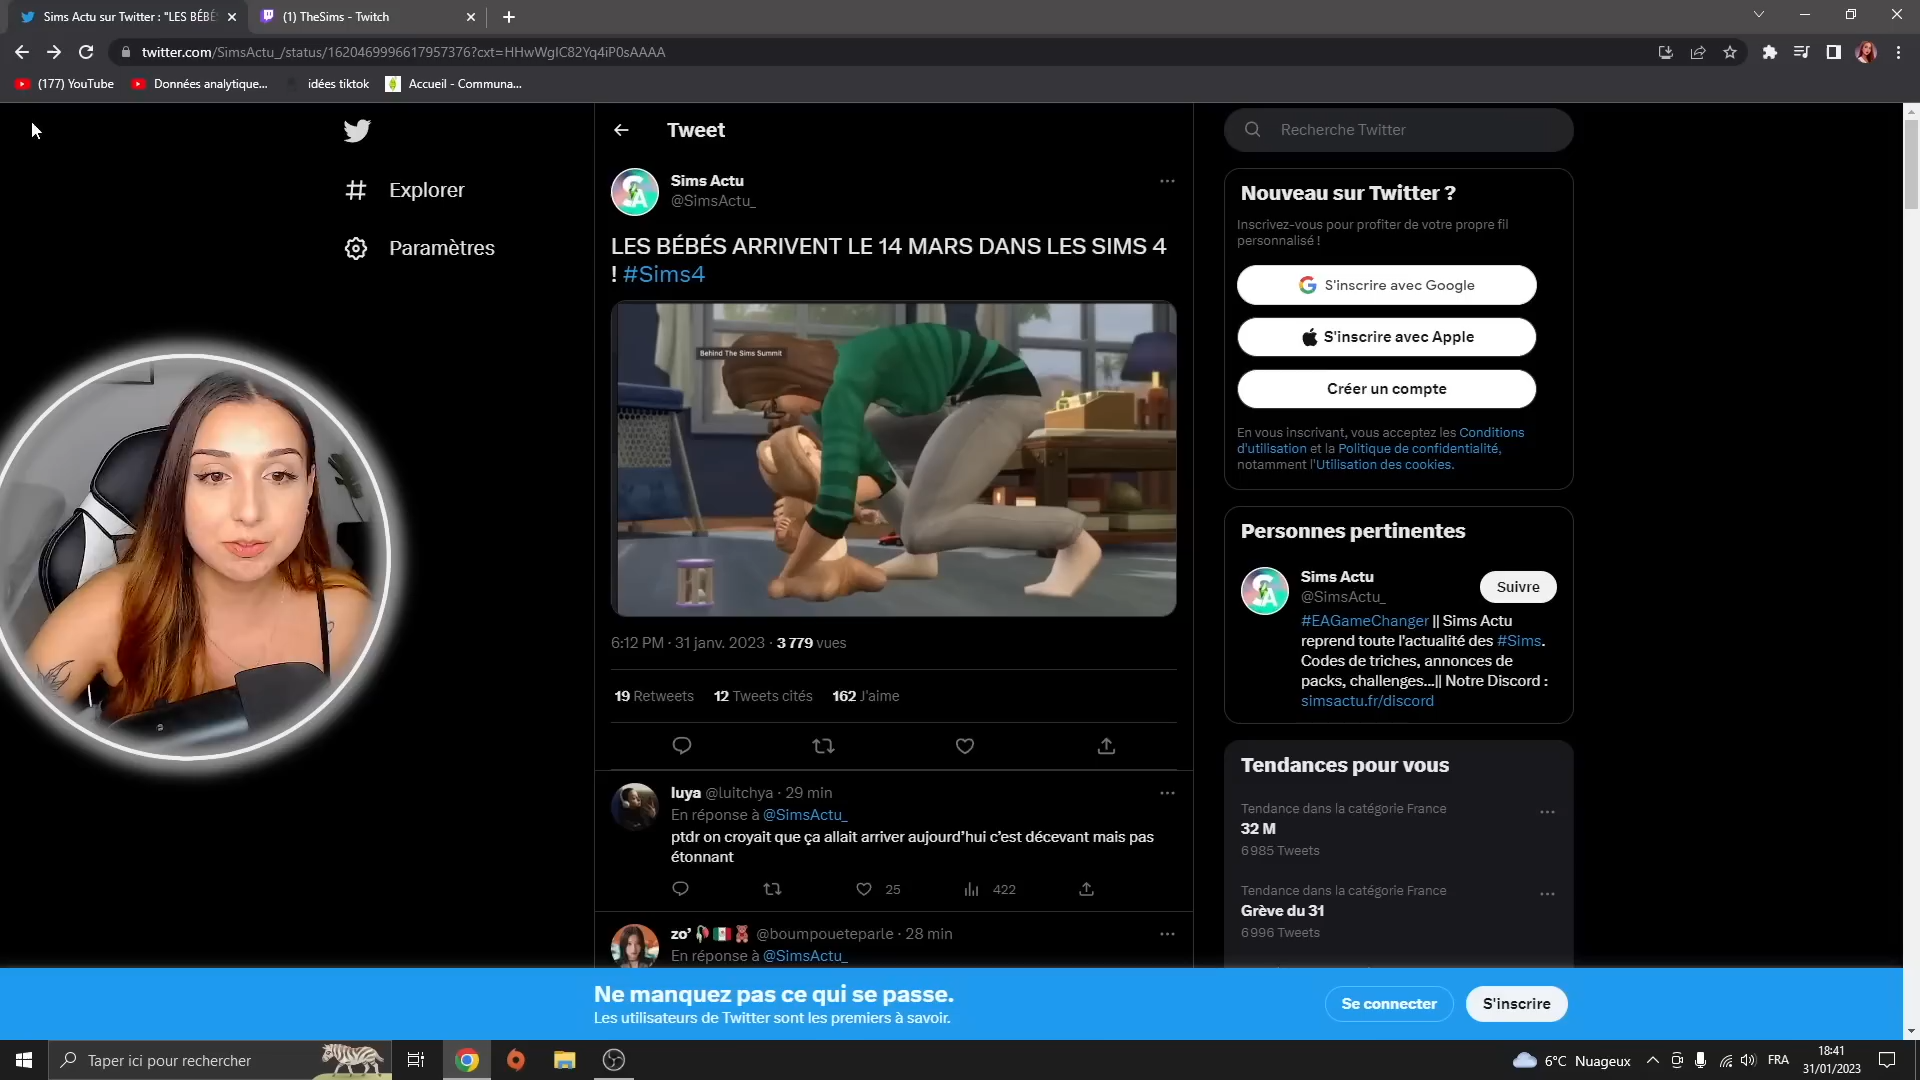 Sims Actu sur Twitter : "LES BÉBÉ
(1) TheSims - Twitch
twitter.com/SimsActu_/status/1620469996617957376?cxt=HHwWgIC82Yq4iP0sAAAA
(177) YouTube
Données analytique...
idées tiktok
Accueil - Communa...
Explorer
Paramètres
Tweet
Sims Actu
@SimsActu_
LES BÉBÉS ARRIVENT LE 14 MARS DANS LES SIMS 4
! #Sims4
Behind The Sims Summit
6:12 PM · 31 janv. 2023 · 3 779 vues
19 Retweets 12 Tweets cités 162 J'aime
luya @luitchya · 29 min
En réponse à @SimsActu_
ptdr on croyait que ça allait arriver aujourd'hui c'est décevant mais pas
étonnant
25
422
zo' @boumpoueteparle · 28 min
En réponse à @SimsActu_
Recherche Twitter
Nouveau sur Twitter ?
Inscrivez-vous pour profiter de votre propre fil
personnalisé !
S'inscrire avec Google
S'inscrire avec Apple
Créer un compte
En vous inscrivant, vous acceptez les Conditions
d'utilisation et la Politique de confidentialité,
notamment l'Utilisation des cookies.
Personnes pertinentes
Sims Actu
@SimsActu_
Suivre
#EAGameChanger || Sims Actu
reprend toute l'actualité des #Sims.
Codes de triches, annonces de
packs, challenges...|| Notre Discord :
simsactu.fr/discord
Tendances pour vous
Tendance dans la catégorie France
32 M
6 985 Tweets
Tendance dans la catégorie France
Grève du 31
6 996 Tweets
Ne manquez pas ce qui se passe.
Les utilisateurs de Twitter sont les premiers à savoir.
Se connecter
S'inscrire
Taper ici pour rechercher
6°C Nuageux
FRA
18:41
31/01/2023